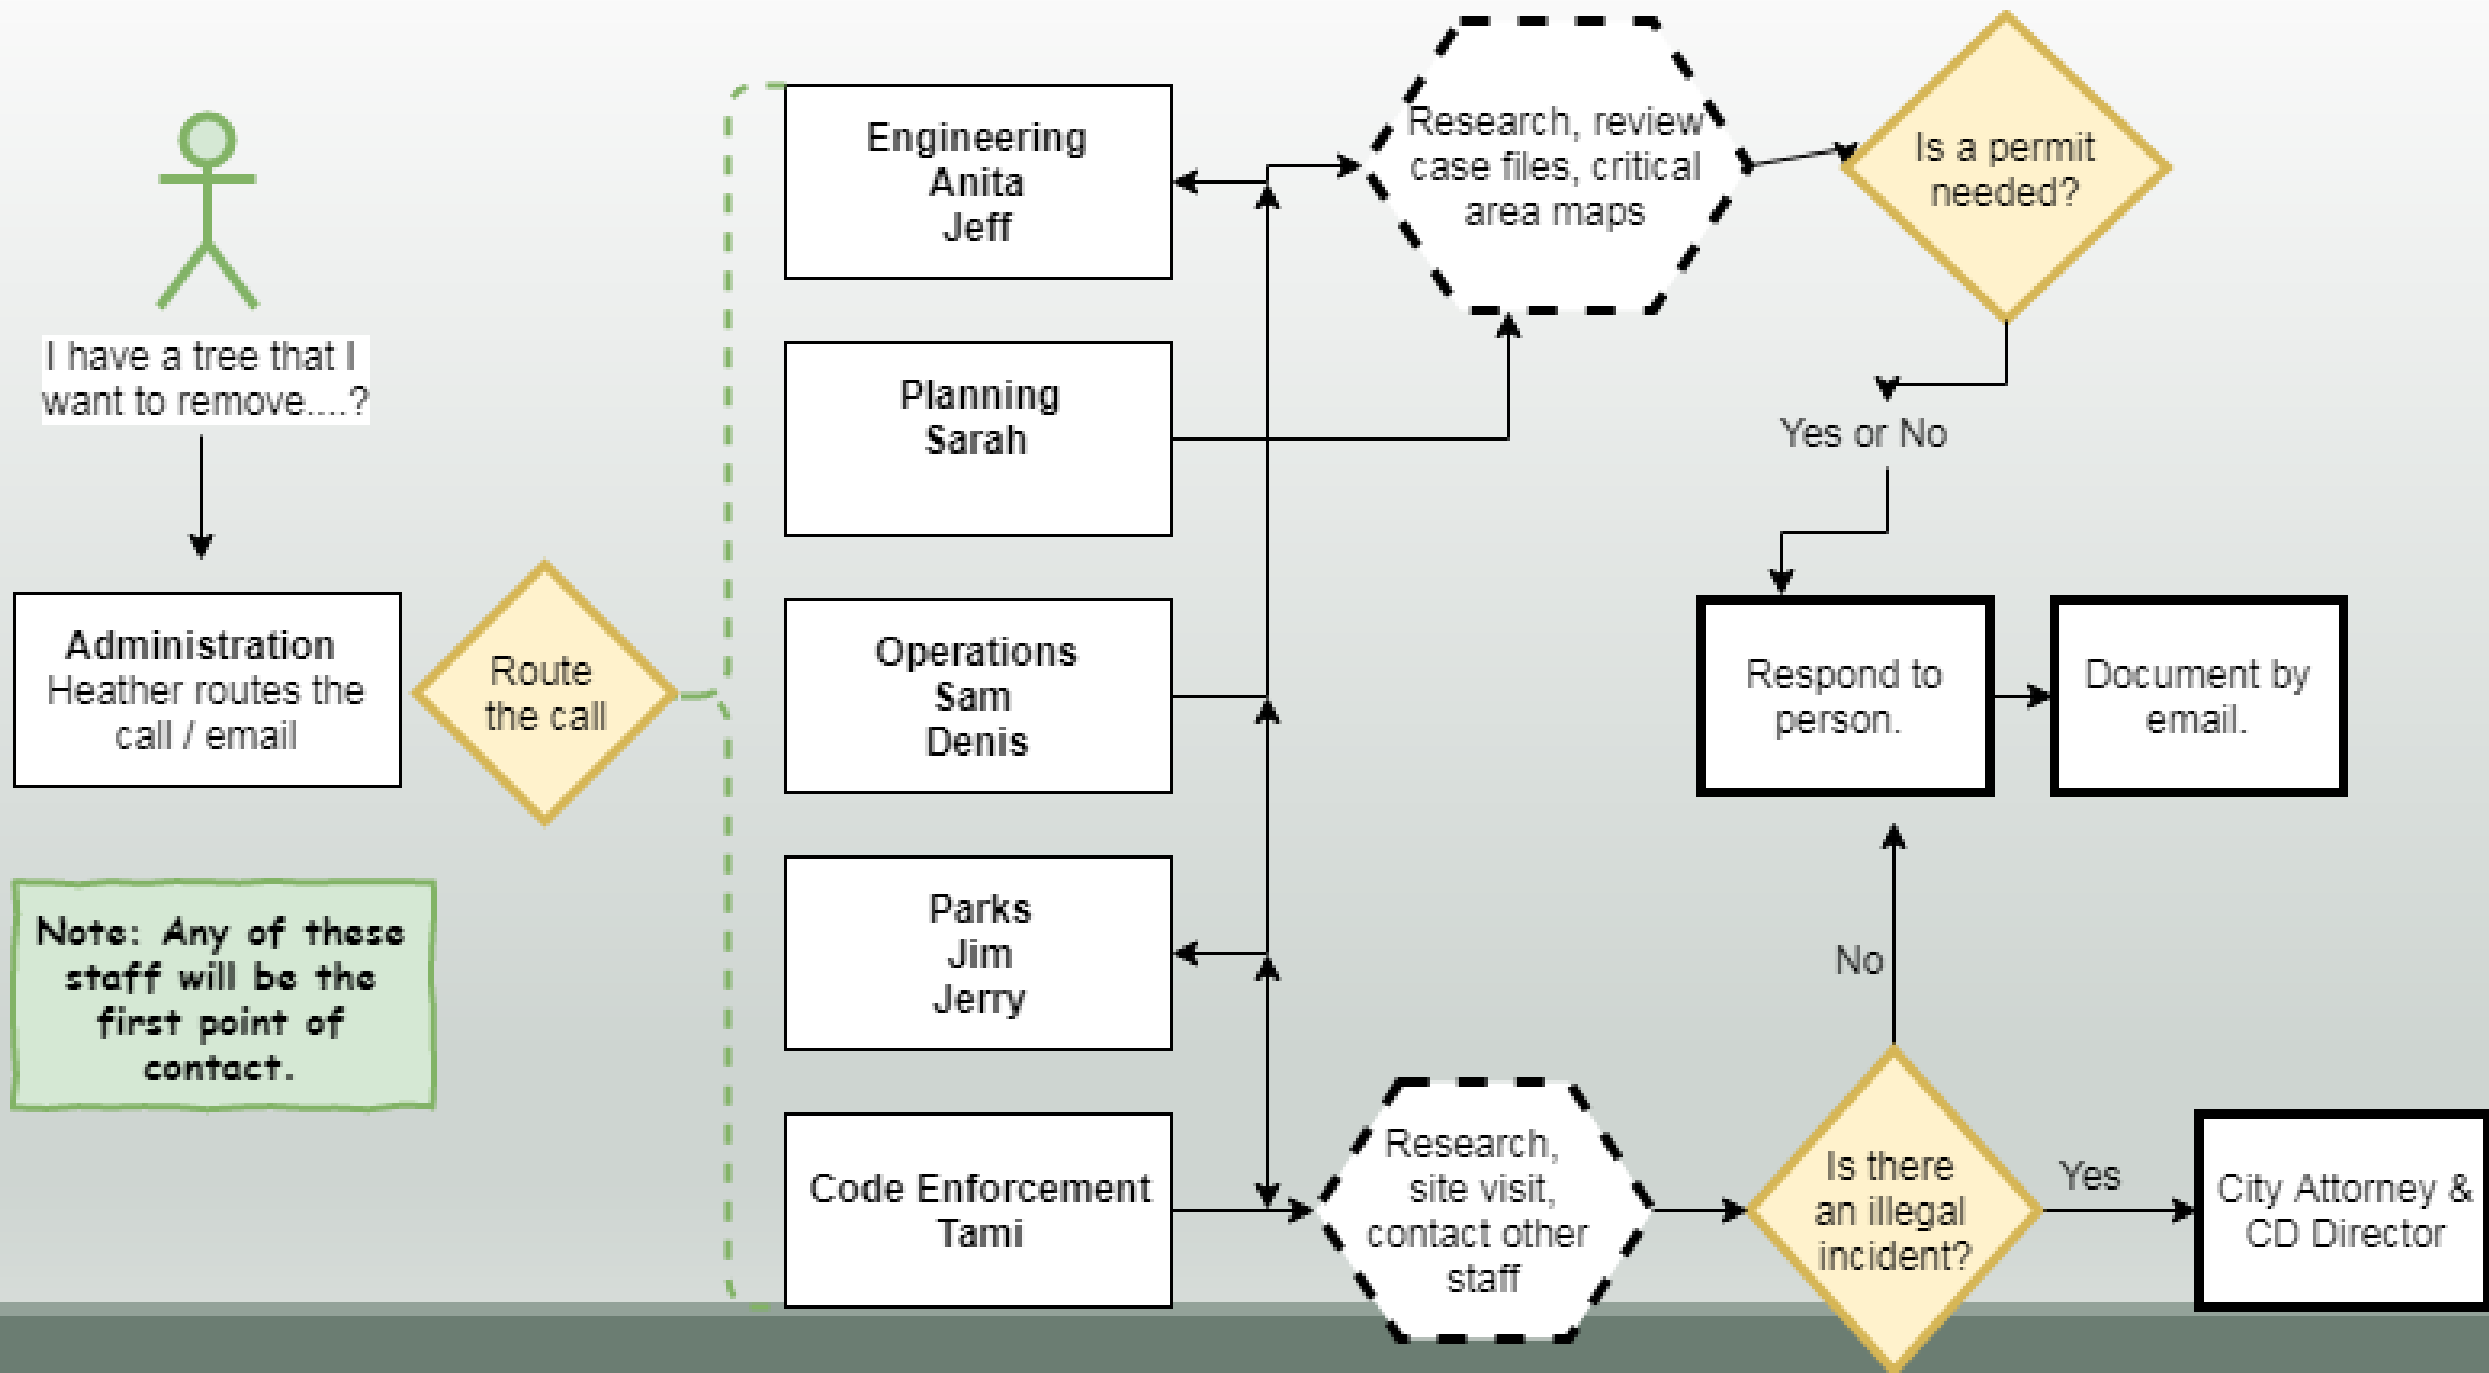 I have a tree that I
want to remove....?
Administration
Heather routes the
call / email
Note: Any of these
staff will be the
first point of
contact.
Route
the call
Engineering
Anita
Jeff
Planning
Sarah
Operations
Sam
Denis
Parks
Jim
Jerry
Code Enforcement
Tami
Research, review
case files, critical
area maps
Is a permit
needed?
Yes or No
Respond to
person.
Document by
email.
Research,
site visit,
contact other
staff
Is there
an illegal
incident?
No
Yes
City Attorney &
CD Director